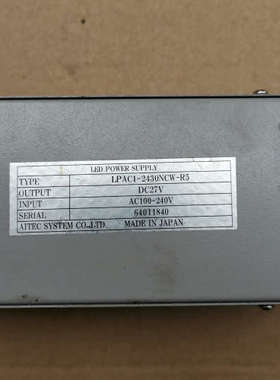 LED POWER SUPPLY
TYPE LPAC1-2430NCW-R5
OUTPUT DC27V
INPUT AC100-240V
SERIAL 64011840
AITEC SYSTEM CO.,LTD. MADE IN JAPAN